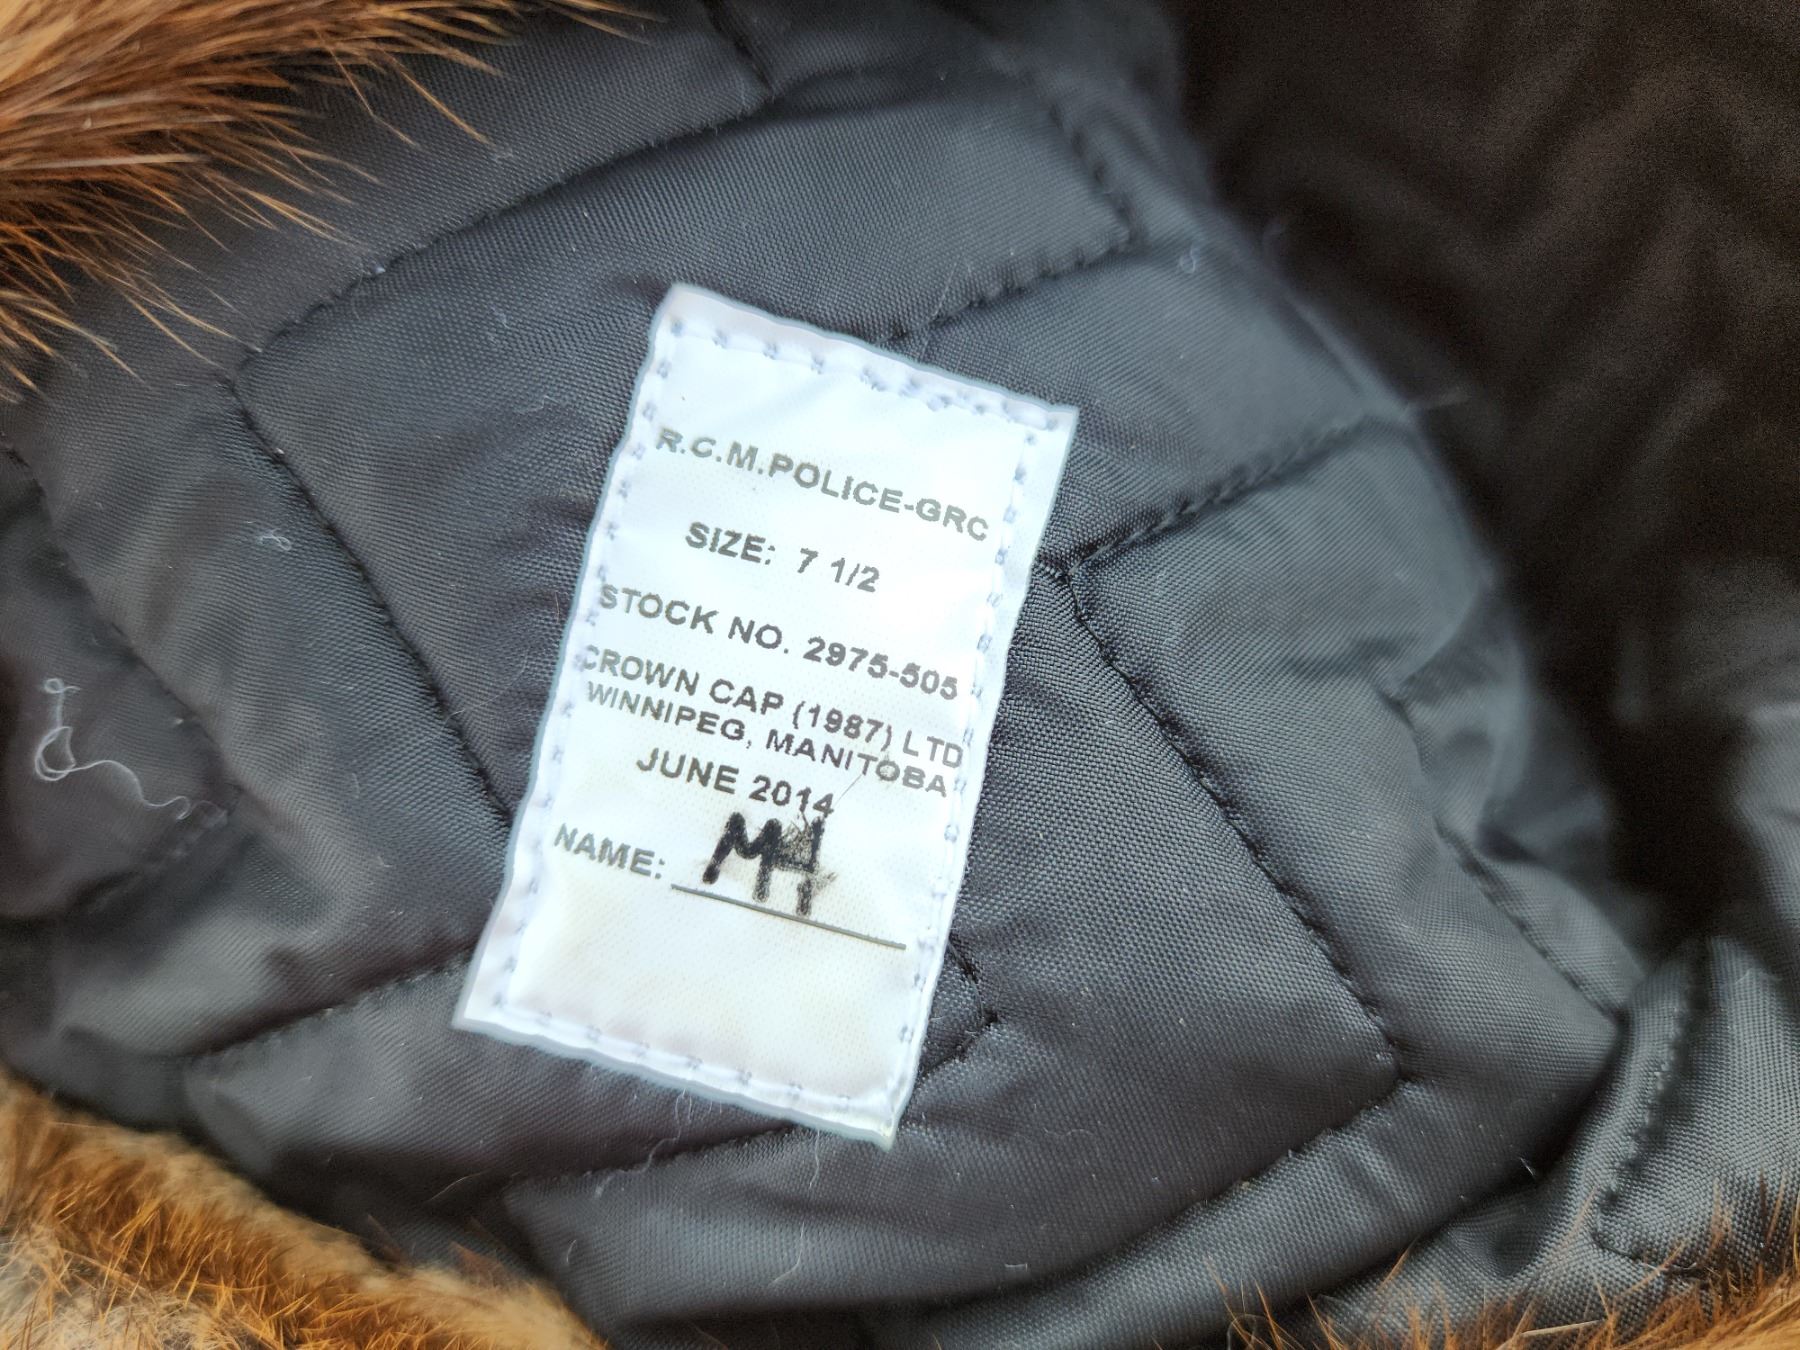 R.C.M.POLICE-GRC
SIZE: 7 1/2
STOCK NO. 2975-505
CROWN CAP (1987) LTD
WINNIPEG, MANITOBA
JUNE 2014
NAME: MH